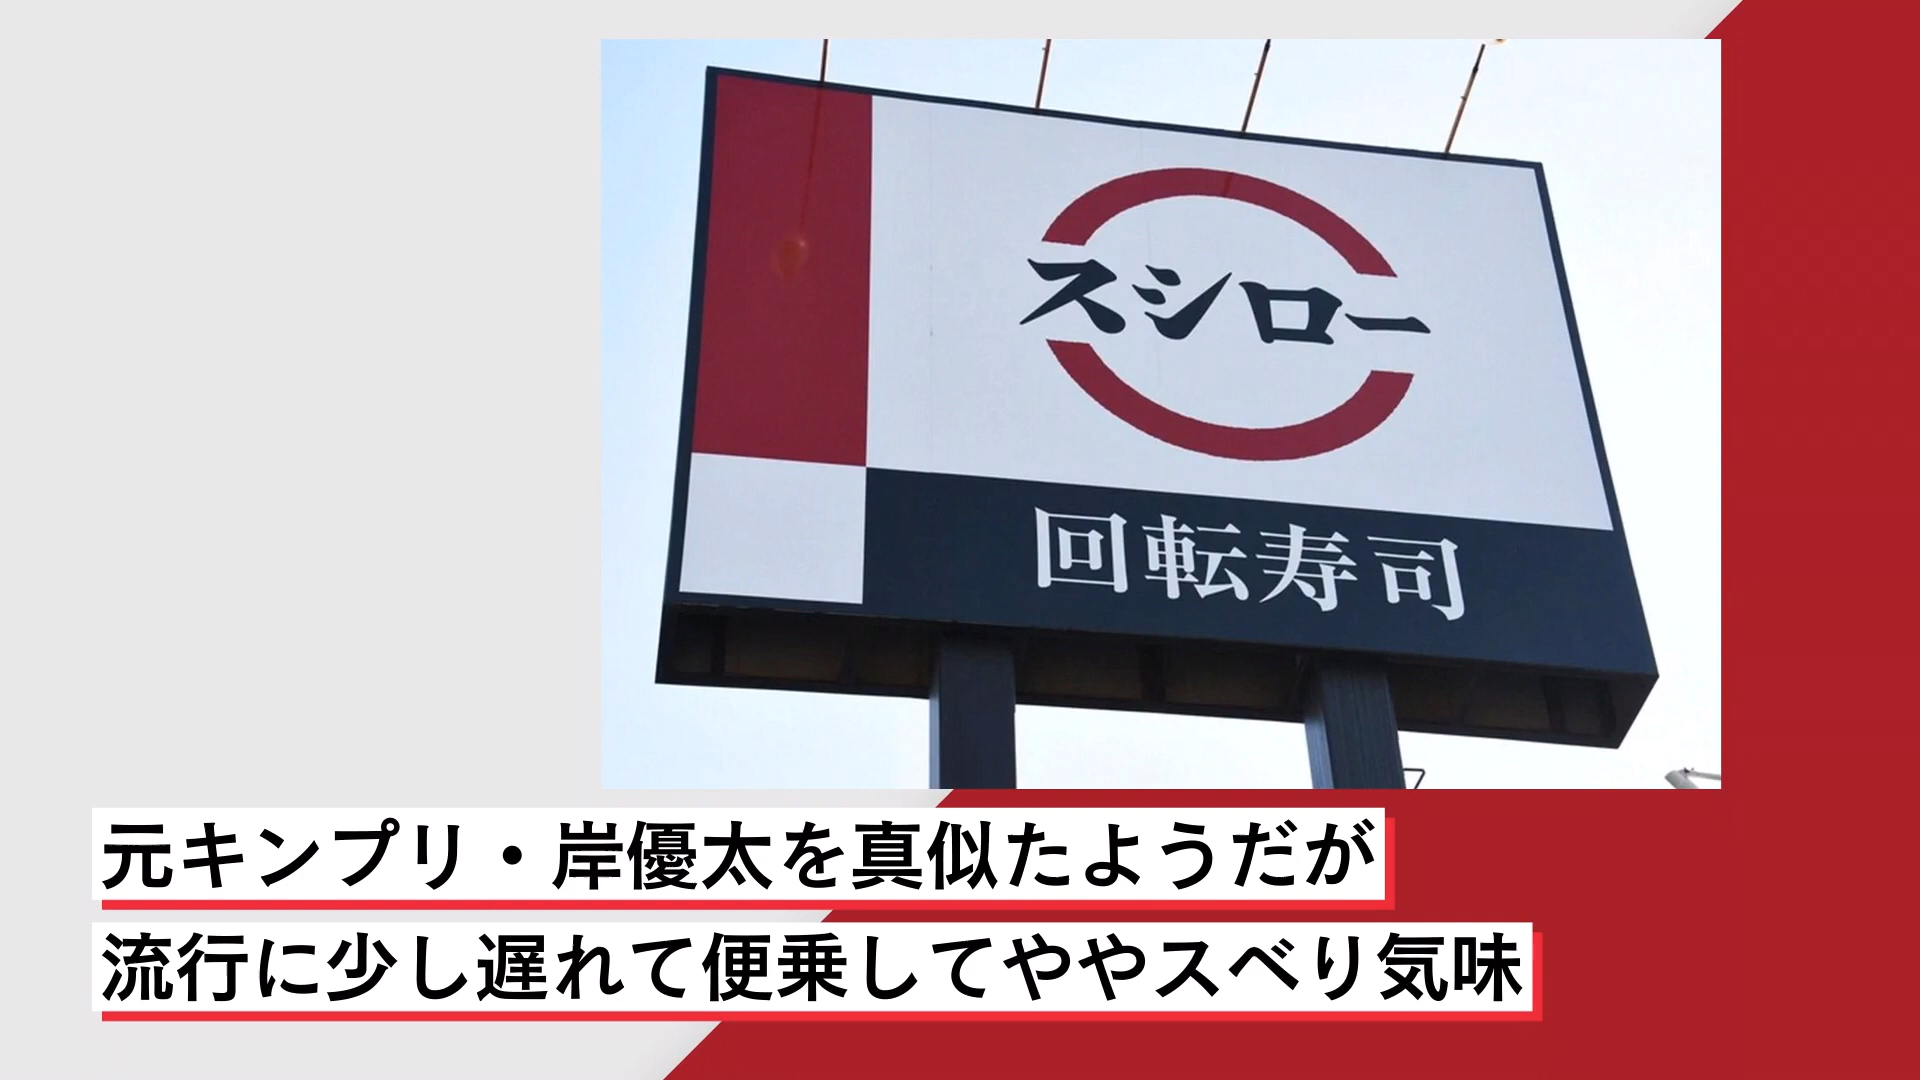 スシロー
回転寿司
元キンプリ・岸優太を真似たようだが
流行に少し遅れて便乗してややスベり気味